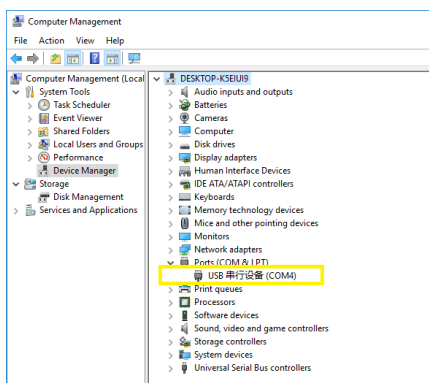 Computer Management
File Action View Help
Computer Management (Local
System Tools
Task Scheduler
Event Viewer
Shared Folders
Local Users and Groups
Performance
Device Manager
Storage
Disk Management
Services and Applications
DESKTOP-K5EIUI9
Audio inputs and outputs
Batteries
Cameras
Computer
Disk drives
Display adapters
Human Interface Devices
IDE ATA/ATAPI controllers
Keyboards
Memory technology devices
Mice and other pointing devices
Monitors
Network adapters
Ports (COM & LPT)
USB 串行设备 (COM4)
Print queues
Processors
Software devices
Sound, video and game controllers
Storage controllers
System devices
Universal Serial Bus controllers